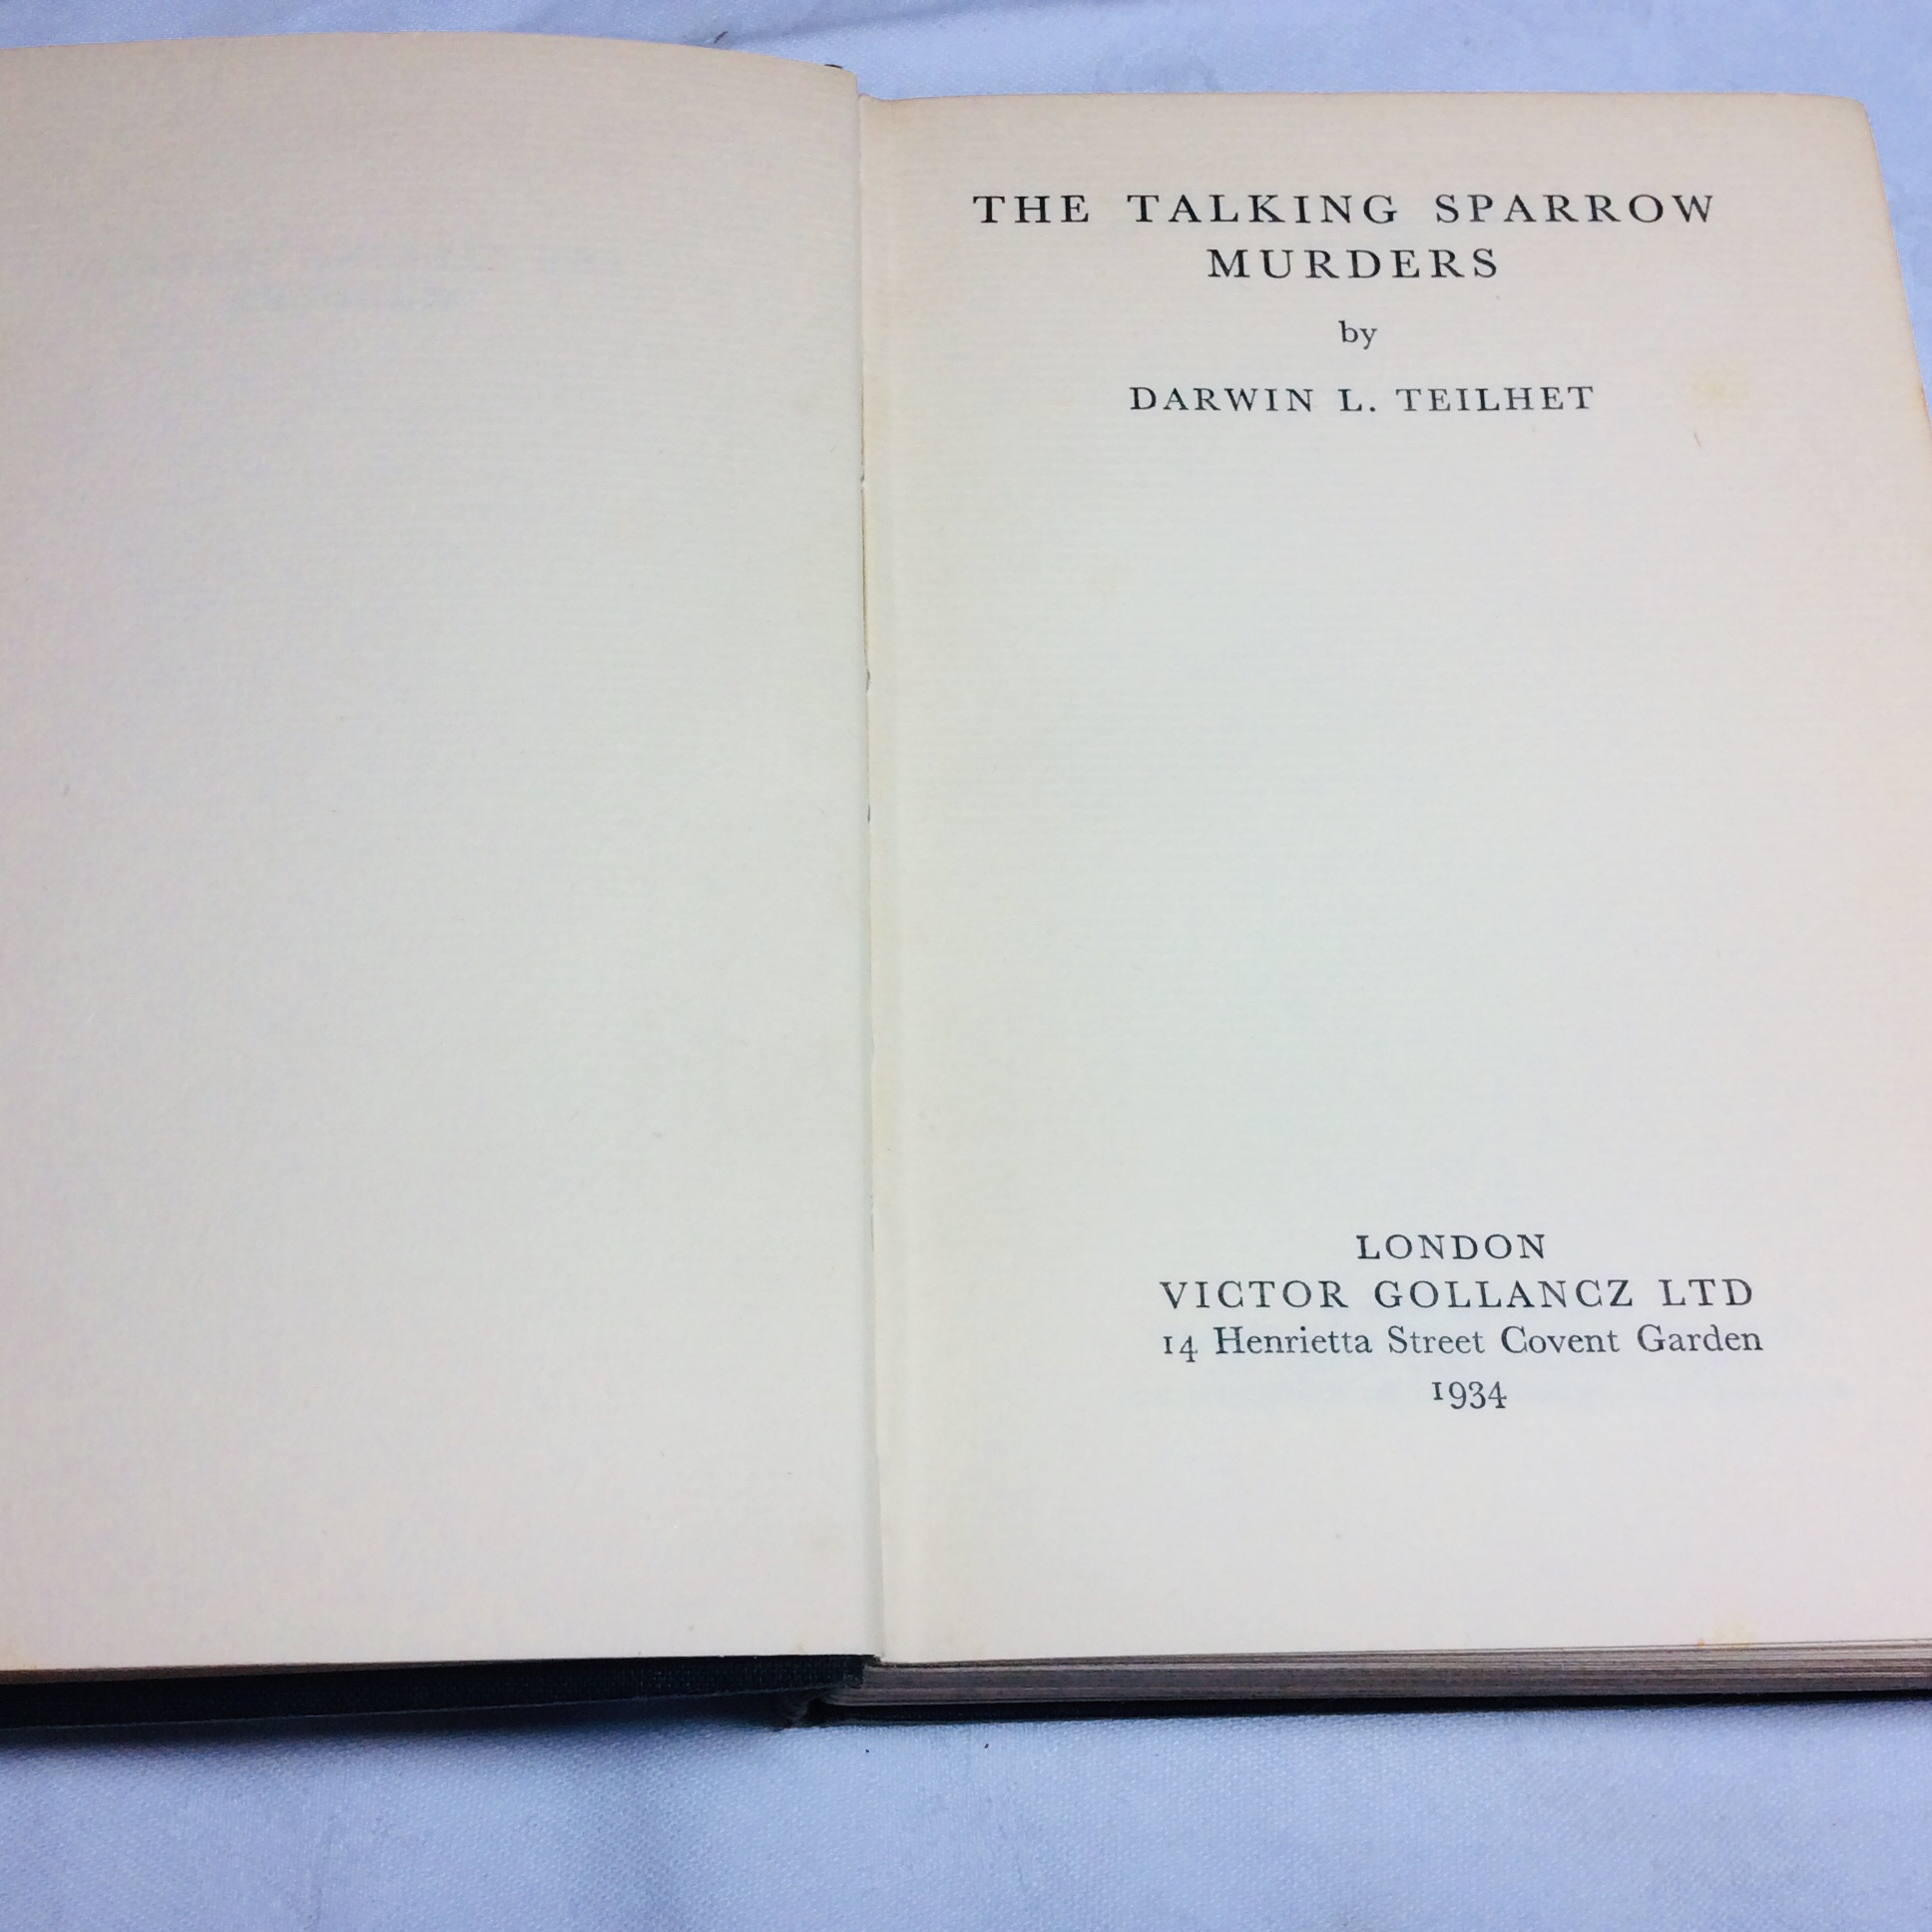 THE TALKING SPARROW
MURDERS
by
DARWIN L. TEILHET
LONDON
VICTOR GOLLANCZ LTD
14 Henrietta Street Covent Garden
1934